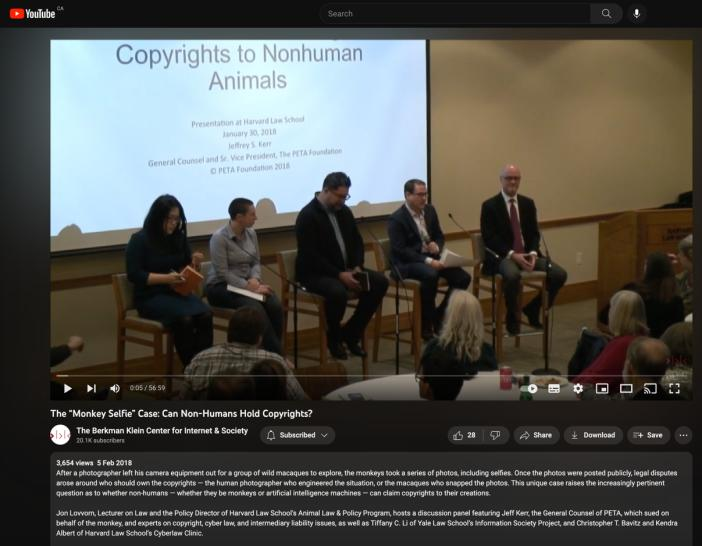 YouTube CA
Search
Copyrights to Nonhuman
Animals
Presentation at Harvard Law School
January 30, 2018
Jeffrey S. Kerr
General Counsel and Sr. Vice President, The PETA Foundation
© PETA Foundation 2018
HARVARD
0:05 / 56:59
The "Monkey Selfie" Case: Can Non-Humans Hold Copyrights?
The Berkman Klein Center for Internet & Society
20.1K subscribers
Subscribed
28
Share
Download
Save
3,654 views 5 Feb 2018
After a photographer left his camera equipment out for a group of wild macaques to explore, the monkeys took a series of photos, including selfies. Once the photos were posted publicly, legal disputes
arose around who should own the copyrights — the human photographer who engineered the situation, or the macaques who snapped the photos. This unique case raises the increasingly pertinent
question as to whether non-humans — whether they be monkeys or artificial intelligence machines — can claim copyrights to their creations.
Jon Lovvorn, Lecturer on Law and the Policy Director of Harvard Law School's Animal Law & Policy Program, hosts a discussion panel featuring Jeff Kerr, the General Counsel of PETA, which sued on
behalf of the monkey, and experts on copyright, cyber law, and intermediary liability issues, as well as Tiffany C. Li of Yale Law School's Information Society Project, and Christopher T. Bavitz and Kendra
Albert of Harvard Law School's Cyberlaw Clinic.